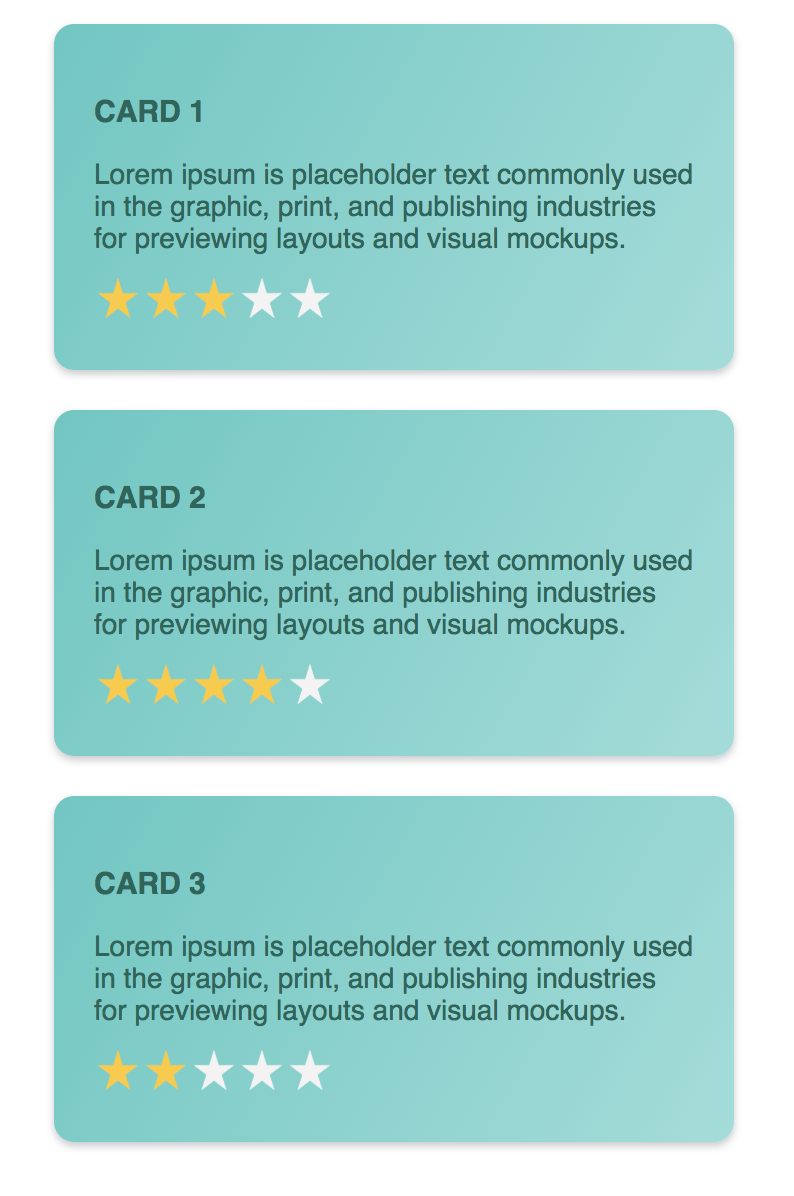 CARD 1
Lorem ipsum is placeholder text commonly used
in the graphic, print, and publishing industries
for previewing layouts and visual mockups.
CARD 2
Lorem ipsum is placeholder text commonly used
in the graphic, print, and publishing industries
for previewing layouts and visual mockups.
CARD 3
Lorem ipsum is placeholder text commonly used
in the graphic, print, and publishing industries
for previewing layouts and visual mockups.